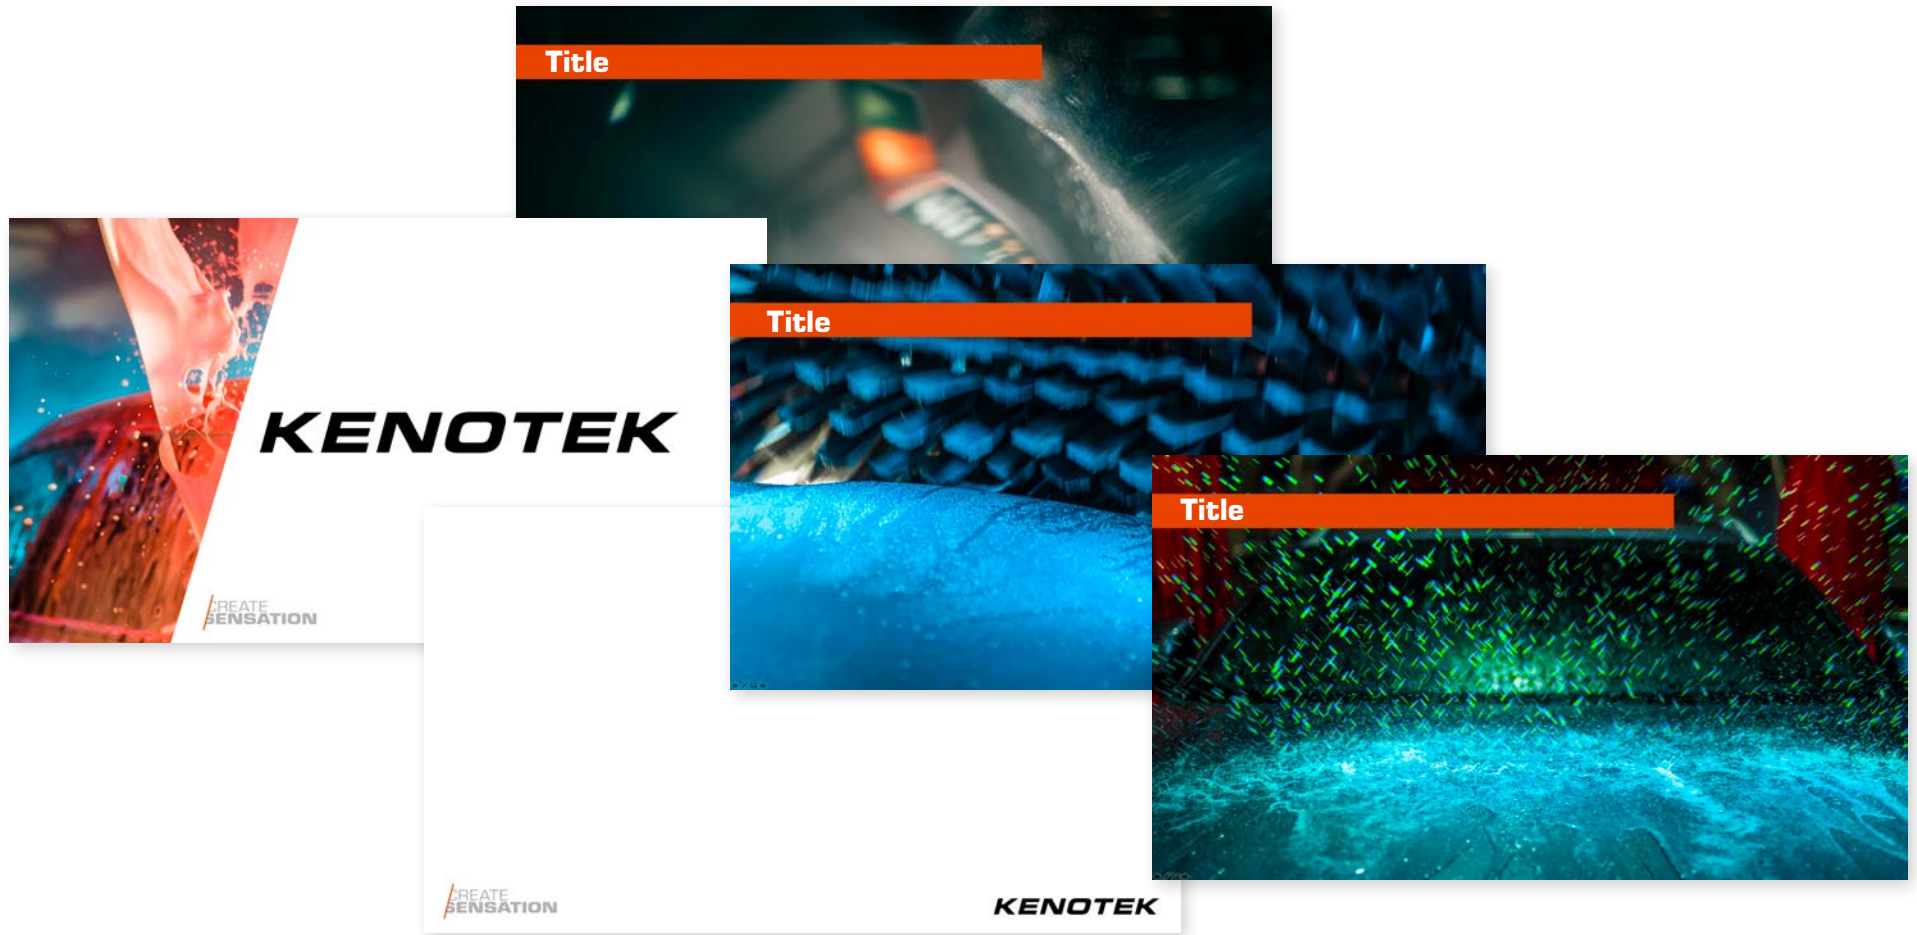 Title
Title
KENOTEK
Title
CREATE
SENSATION
CREATE
SENSATION
KENOTEK